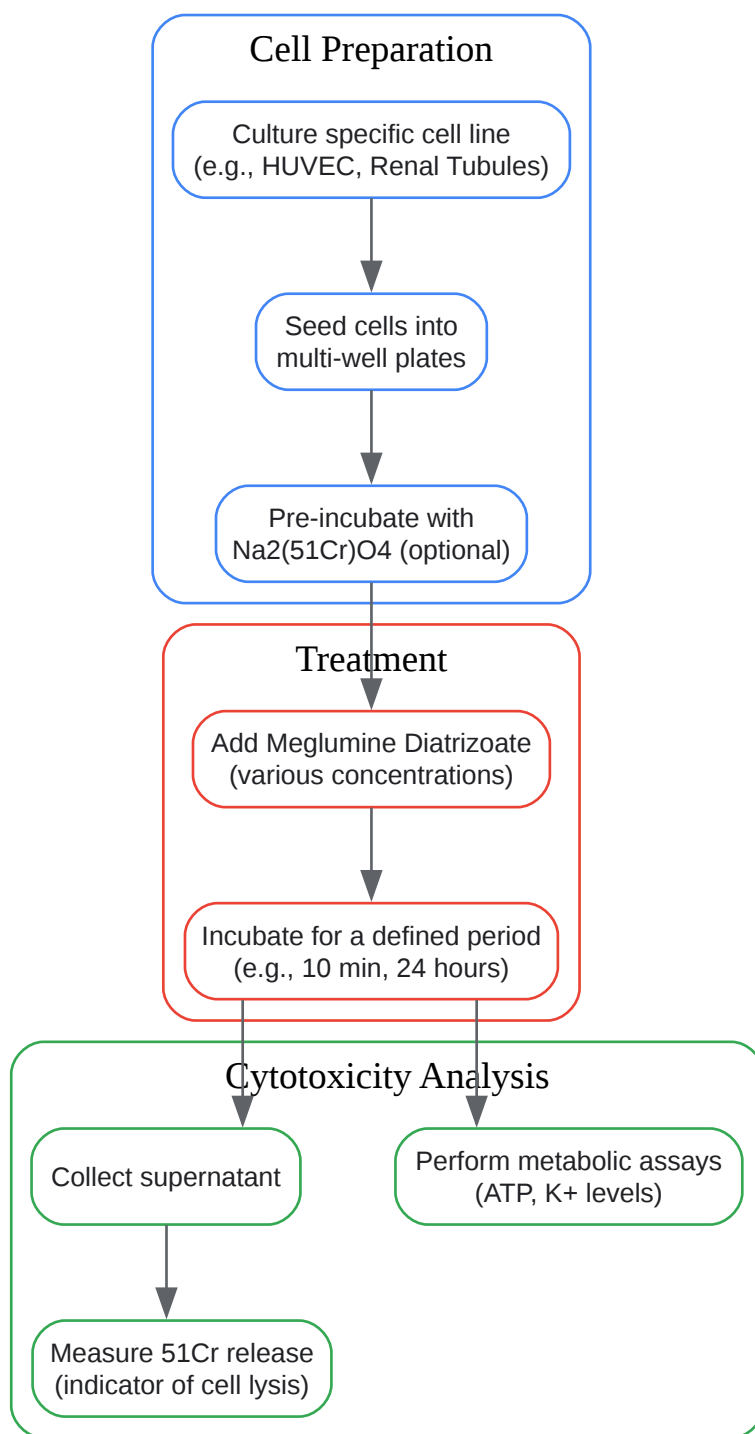 Cell Preparation
Culture specific cell line
(e.g., HUVEC, Renal Tubules)
Seed cells into
multi-well plates
Pre-incubate with
Na2(51Cr)O4 (optional)
Treatment
Add Meglumine Diatrizoate
(various concentrations)
Incubate for a defined period
(e.g., 10 min, 24 hours)
Cytotoxicity Analysis
Collect supernatant
Perform metabolic assays
(ATP, K+ levels)
Measure 51Cr release
(indicator of cell lysis)